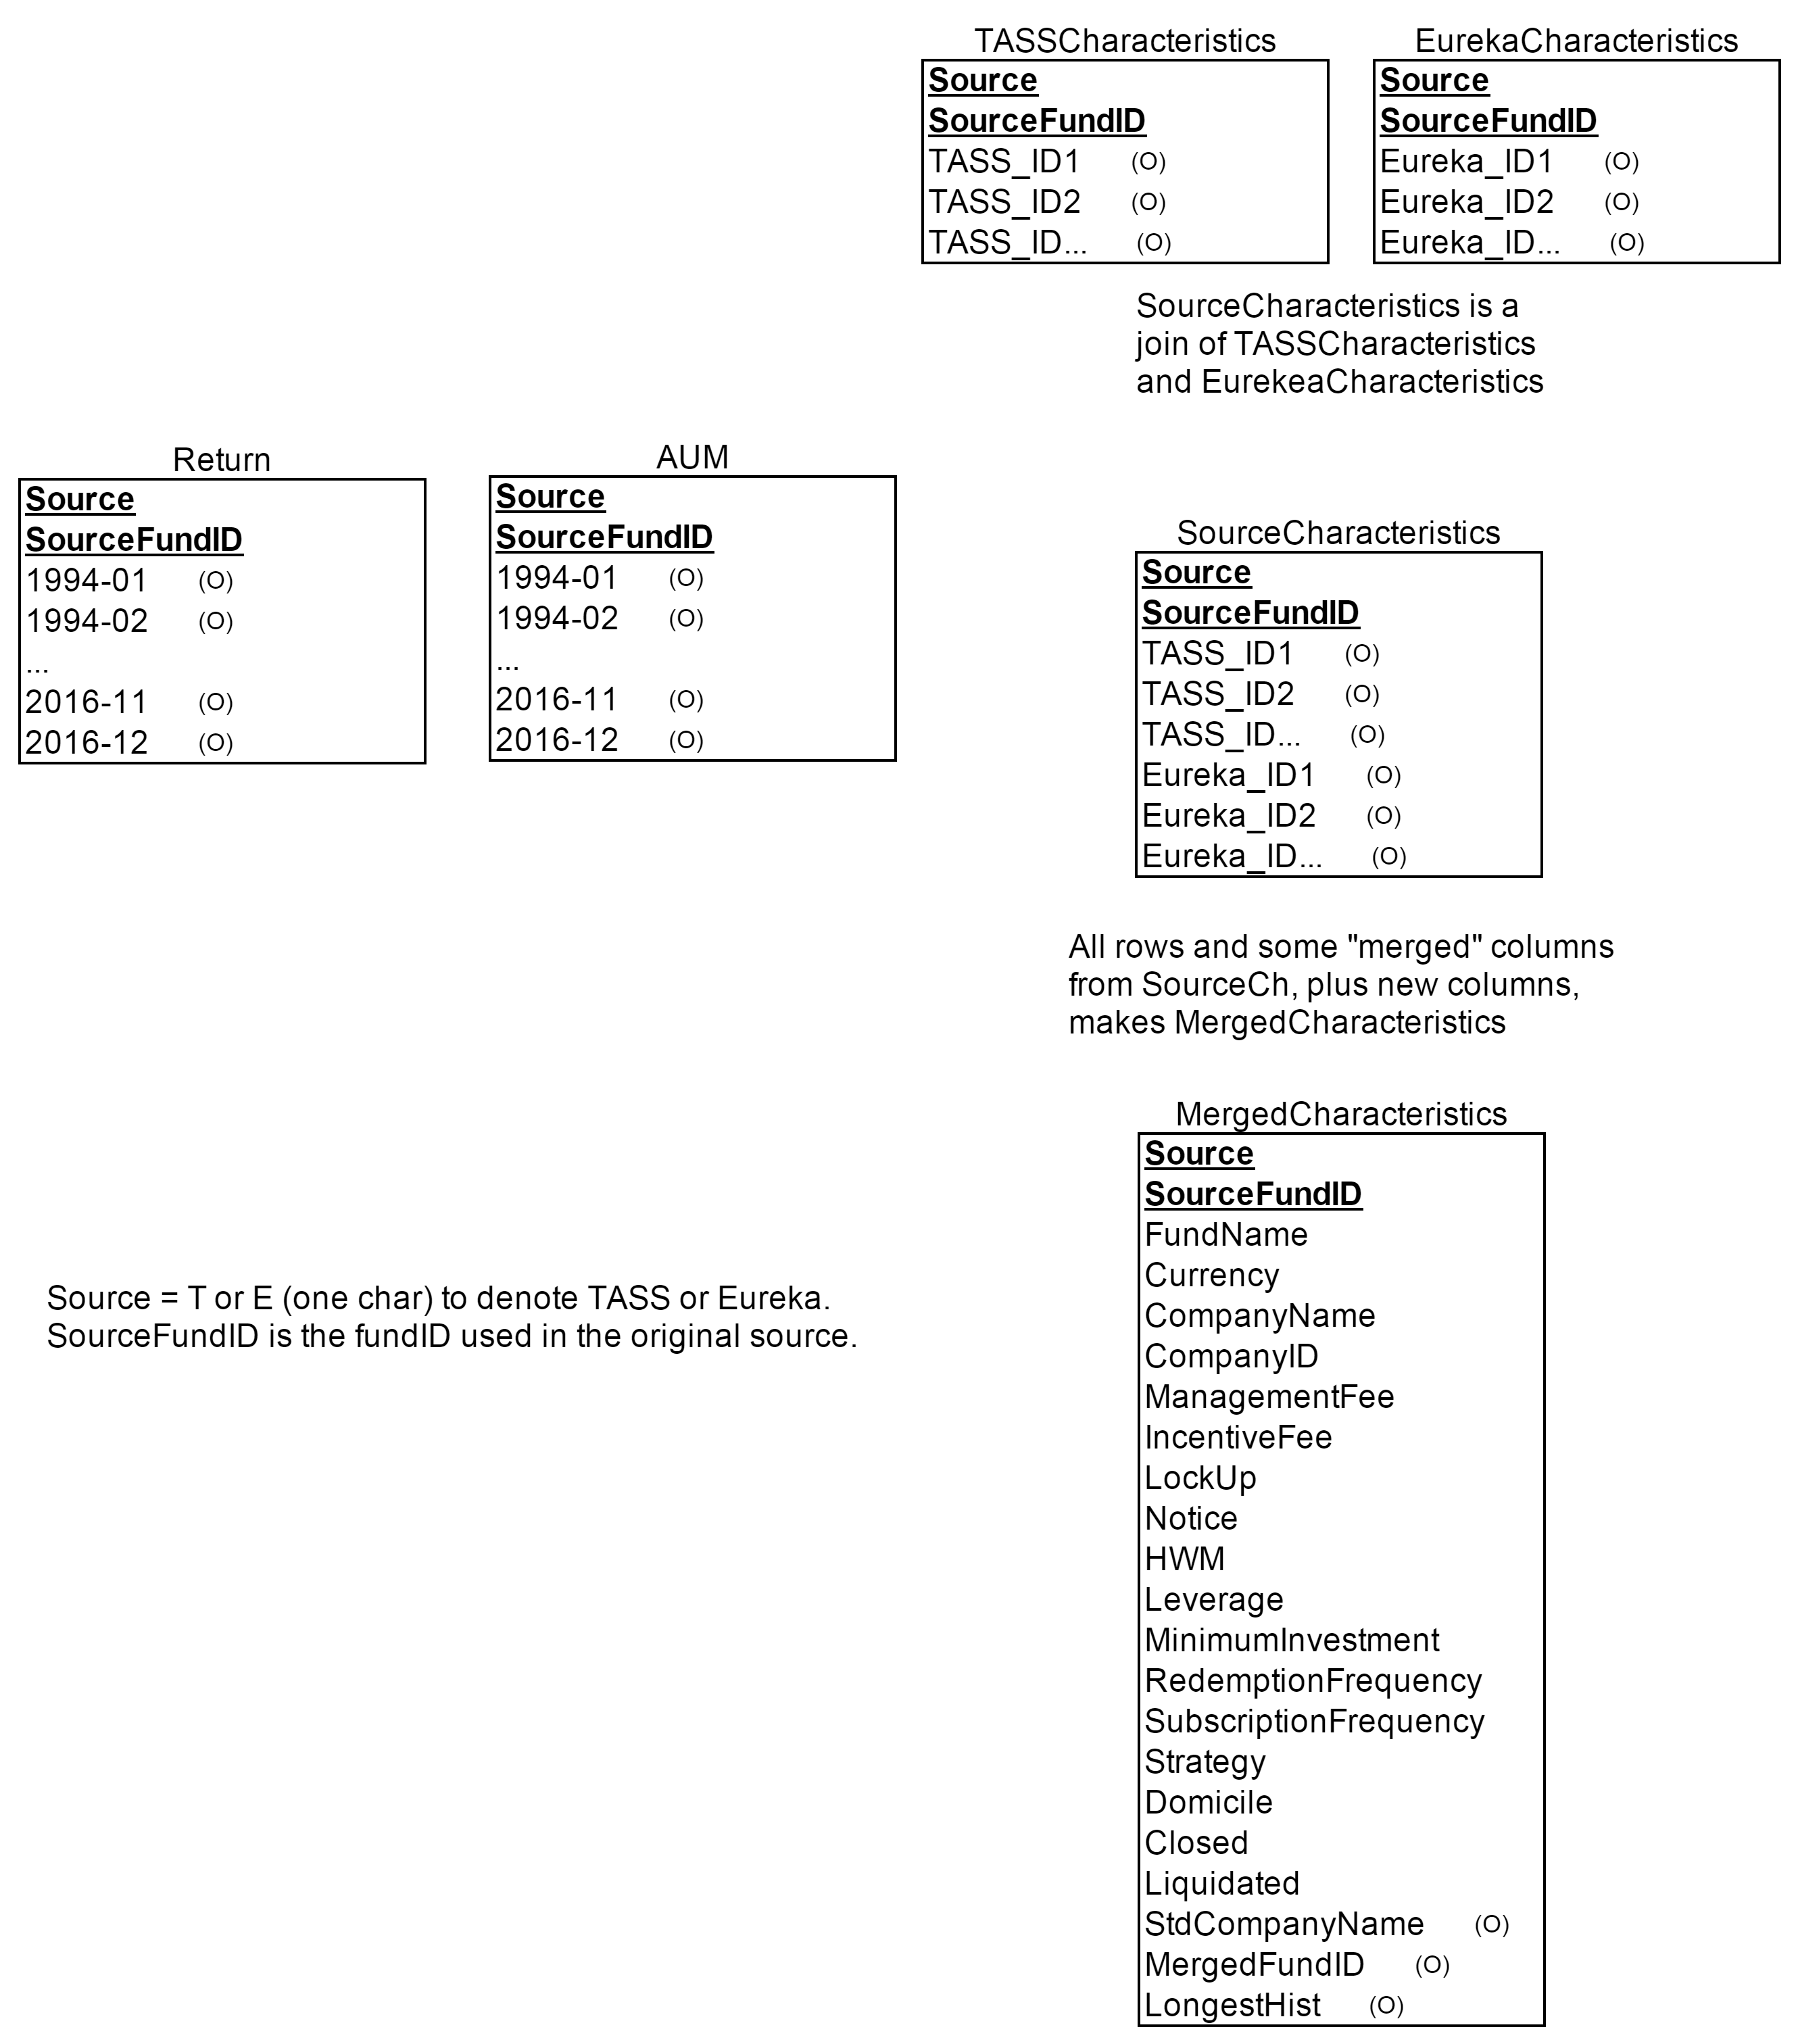 TASSCharacteristics
Source
SourceFundID
TASS_ID1 (O)
TASS_ID2 (O)
TASS_ID... (O)
EurekaCharacteristics
Source
SourceFundID
Eureka_ID1 (O)
Eureka_ID2 (O)
Eureka_ID... (O)
SourceCharacteristics is a
join of TASSCharacteristics
and EurekeaCharacteristics
Return
Source
SourceFundID
1994-01 (O)
1994-02 (O)
...
2016-11 (O)
2016-12 (O)
AUM
Source
SourceFundID
1994-01 (O)
1994-02 (O)
...
2016-11 (O)
2016-12 (O)
SourceCharacteristics
Source
SourceFundID
TASS_ID1 (O)
TASS_ID2 (O)
TASS_ID... (O)
Eureka_ID1 (O)
Eureka_ID2 (O)
Eureka_ID... (O)
All rows and some "merged" columns
from SourceCh, plus new columns,
makes MergedCharacteristics
Source = T or E (one char) to denote TASS or Eureka.
SourceFundID is the fundID used in the original source.
MergedCharacteristics
Source
SourceFundID
FundName
Currency
CompanyName
CompanyID
ManagementFee
IncentiveFee
LockUp
Notice
HWM
Leverage
MinimumInvestment
RedemptionFrequency
SubscriptionFrequency
Strategy
Domicile
Closed
Liquidated
StdCompanyName (O)
MergedFundID (O)
LongestHist (O)